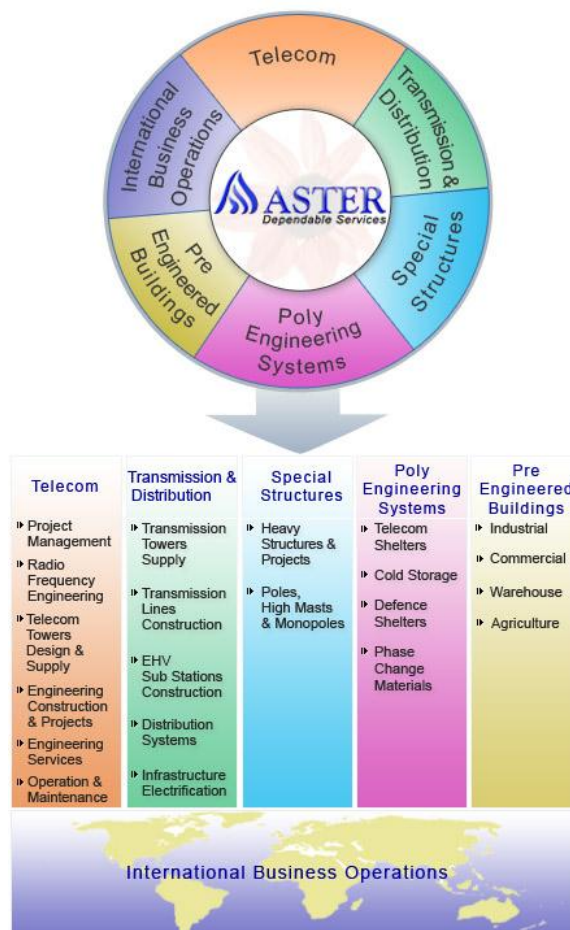 Telecom
Transmission &
Distribution
Special
Structures
Poly
Engineering
Systems
Pre
Engineered
Buildings
International
Business
Operations
ASTER
Dependable Services
Telecom
Project
Management
Radio
Frequency
Engineering
Telecom
Towers
Design &
Supply
Engineering
Construction
& Projects
Engineering
Services
Operation &
Maintenance
Transmission &
Distribution
Transmission
Towers
Supply
Transmission
Lines
Construction
EHV
Sub Stations
Construction
Distribution
Systems
Infrastructure
Electrification
Special
Structures
Heavy
Structures &
Projects
Poles,
High Masts
& Monopoles
Poly
Engineering
Systems
Telecom
Shelters
Cold Storage
Defence
Shelters
Phase
Change
Materials
Pre
Engineered
Buildings
Industrial
Commercial
Warehouse
Agriculture
International Business Operations